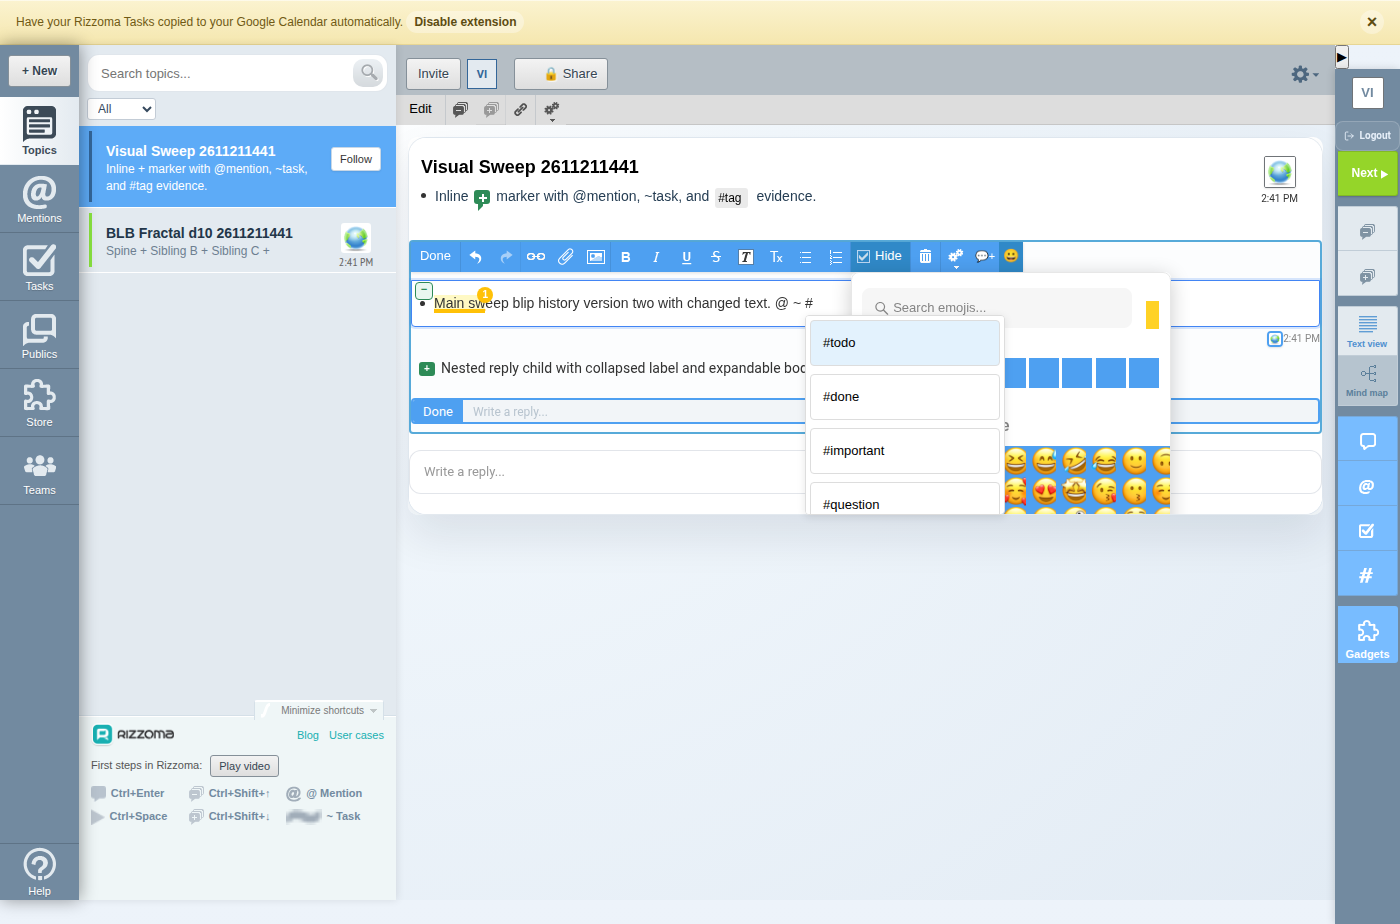 Have your Rizzoma Tasks copied to your Google Calendar automatically. Disable extension
+ New
Topics
Mentions
Tasks
Publics
Store
Teams
Help
Search topics...
All
Visual Sweep 2611211441
Inline + marker with @mention, ~task,
and #tag evidence.
Follow
BLB Fractal d10 2611211441
Spine + Sibling B + Sibling C +
2:41 PM
Minimize shortcuts
RIZZOMA
Blog User cases
First steps in Rizzoma: Play video
Ctrl+Enter Ctrl+Shift+↑ @ Mention
Ctrl+Space Ctrl+Shift+↓ ~ Task
Invite VI Share
Edit
Visual Sweep 2611211441
Inline + marker with @mention, ~task, and #tag evidence.
2:41 PM
Done B I U S T Tx Hide
1
Main sweep blip history version two with changed text. @ ~ #
Search emojis...
2:41 PM
#todo
#done
#important
#question
Nested reply child with collapsed label and expandable
Done Write a reply...
Write a reply...
VI
Logout
Next
Text view
Mind map
@
#
Gadgets